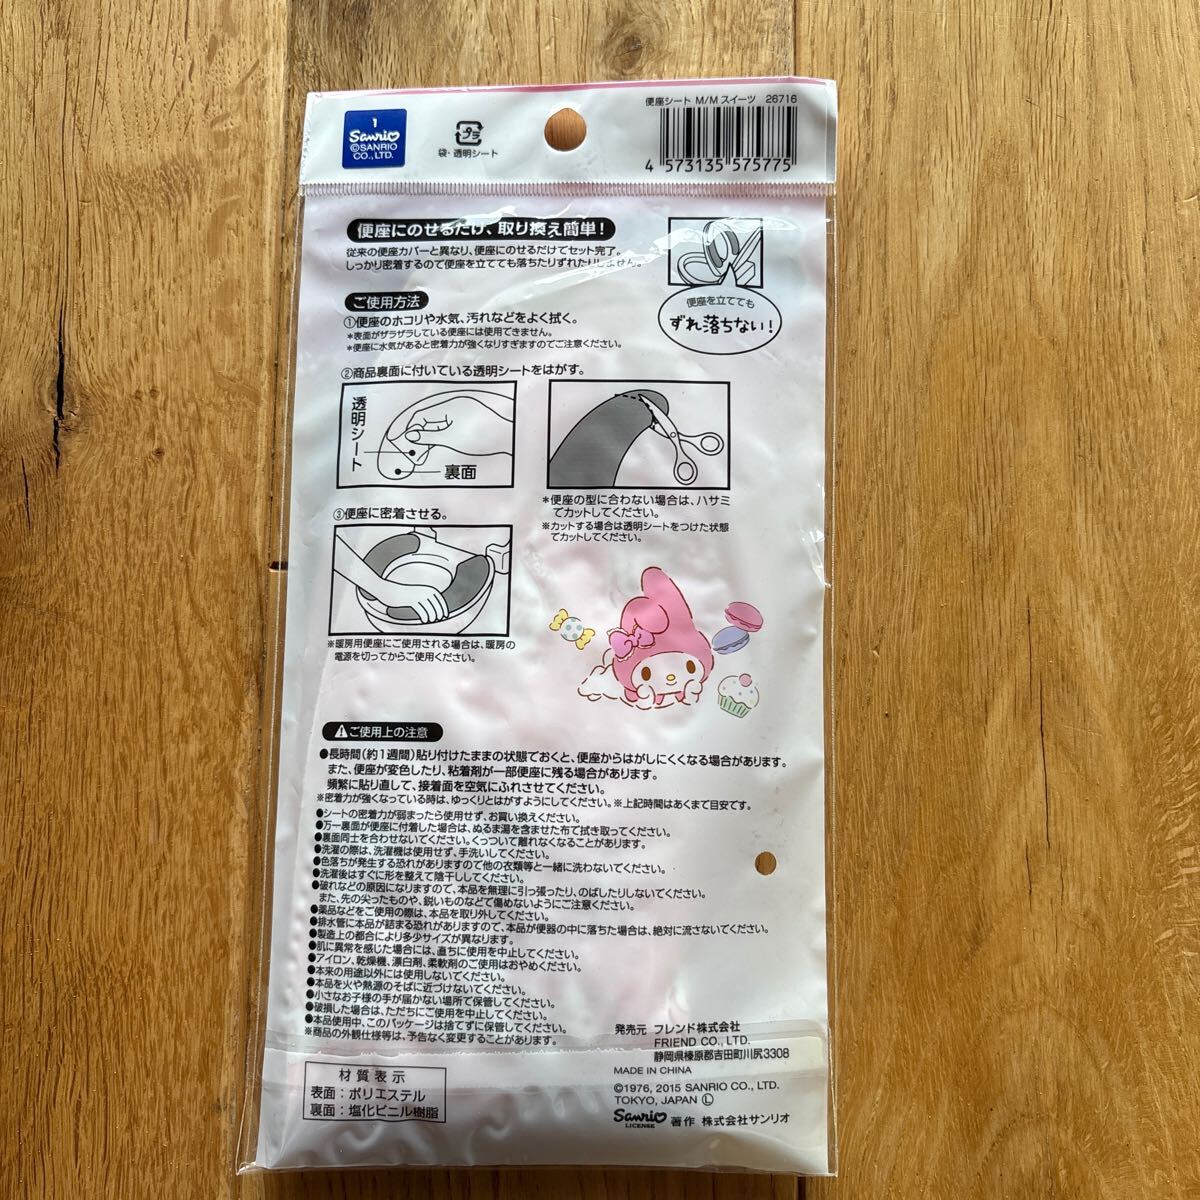 1
Sanrio
©SANRIO
CO., LTD.
プラ
袋・透明シート
便座シート M/M スイーツ 26716
4 573135 575775
便座にのせるだけ、取り換え簡単!
従来の便座カバーと異なり、便座にのせるだけでセット完了。
しっかり密着するので便座を立てても落ちたりずれたりしません。
便座を立てても
ずれ落ちない!
ご使用方法
①便座のホコリや水気、汚れなどをよく拭く。
*表面がザラザラしている便座には使用できません。
*便座に水気があると密着力が強くなりすぎますのでご注意ください。
②商品裏面に付いている透明シートをはがす。
透明シート
裏面
*便座の型に合わない場合は、ハサミ
でカットしてください。
※カットする場合は透明シートをつけた状態
でカットしてください。
③便座に密着させる。
※暖房用便座にご使用される場合は、暖房の
電源を切ってからご使用ください。
ご使用上の注意
●長時間(約1週間)貼り付けたままの状態でおくと、便座からはがしにくくなる場合があります。
また、便座が変色したり、粘着剤が一部便座に残る場合があります。
頻繁に貼り直して、接着面を空気にふれさせてください。
※密着力が強くなっている時は、ゆっくりとはがすようにしてください。※上記時間はあくまで目安です。
●シートの密着力が弱まったら使用せず、お買い換えください。
●万一裏面が便座に付着した場合は、ぬるま湯を含ませた布で拭き取ってください。
●裏面同士を合わせないでください。くっついて離れなくなることがあります。
●洗濯の際は、洗濯機は使用せず、手洗いしてください。
●色落ちが発生する恐れがありますので他の衣類等と一緒に洗わないでください。
●洗濯後はすぐに形を整えて陰干ししてください。
●破れなどの原因になりますので、本品を無理に引っ張ったり、のばしたりしないでください。
また、先の尖ったものや、鋭いものなどで傷めないようにご注意ください。
●薬品などをご使用の際は、本品を取り外してください。
●排水管に本品が詰まる恐れがありますので、本品が便器の中に落ちた場合は、絶対に流さないでください。
●製造上の都合により多少サイズが異なります。
●肌に異常を感じた場合には、直ちに使用を中止してください。
●アイロン、乾燥機、漂白剤、柔軟剤のご使用はおやめください。
●本来の用途以外には使用しないでください。
●本品を火や熱源のそばに近づけないでください。
●小さなお子様の手が届かない場所で保管してください。
●破損した場合は、ただちにご使用を中止してください。
●本品使用中、このパッケージは捨てずに保管してください。
※商品の外観仕様等は、予告なく変更することがあります。
材質表示
表面:ポリエステル
裏面:塩化ビニル樹脂
発売元 フレンド株式会社
FRIEND CO., LTD.
静岡県榛原郡吉田町川尻3308
MADE IN CHINA
©1976, 2015 SANRIO CO., LTD.
TOKYO, JAPAN Ⓛ
Sanrio
LICENSE
著作 株式会社サンリオ